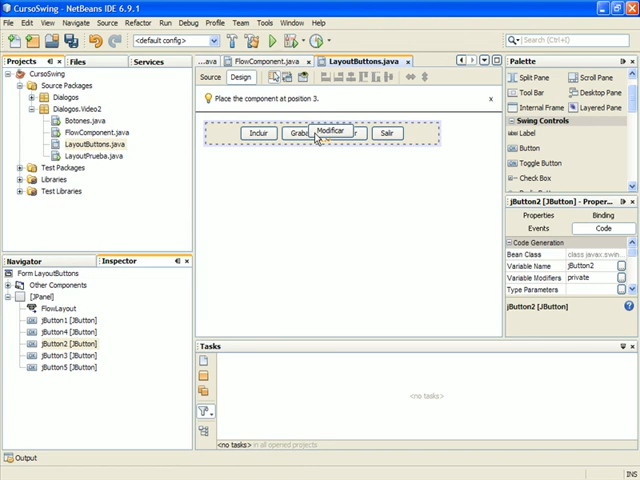 CursoSwing - NetBeans IDE 6.9.1
File Edit View Navigate Source Refactor Run Debug Profile Team Tools Window Help
<default config>
Search (Ctrl+I)
Projects Files Services
CursoSwing
Source Packages
Dialogos
Dialogos.Video2
Botones.java
FlowComponent.java
LayoutButtons.java
LayoutPrueba.java
Test Packages
Libraries
Test Libraries
...ava FlowComponent.java LayoutButtons.java
Source Design
Place the component at position 3.
x
Incluir Modificar Salir
Palette
Split Pane Scroll Pane
Tool Bar Desktop Pane
Internal Frame Layered Pane
Swing Controls
Label
Button
Toggle Button
Check Box
jButton2 [JButton] - Proper...
Properties Binding
Events Code
Code Generation
Bean Class class javax.swin...
Variable Name jButton2
Variable Modifiers private
Type Parameters
jButton2 [JButton]
Navigator Inspector
Form LayoutButtons
Other Components
[JPanel]
FlowLayout
jButton1 [JButton]
jButton4 [JButton]
jButton2 [JButton]
jButton3 [JButton]
jButton5 [JButton]
Tasks
<no tasks>
<no tasks> in all opened projects
Output
INS